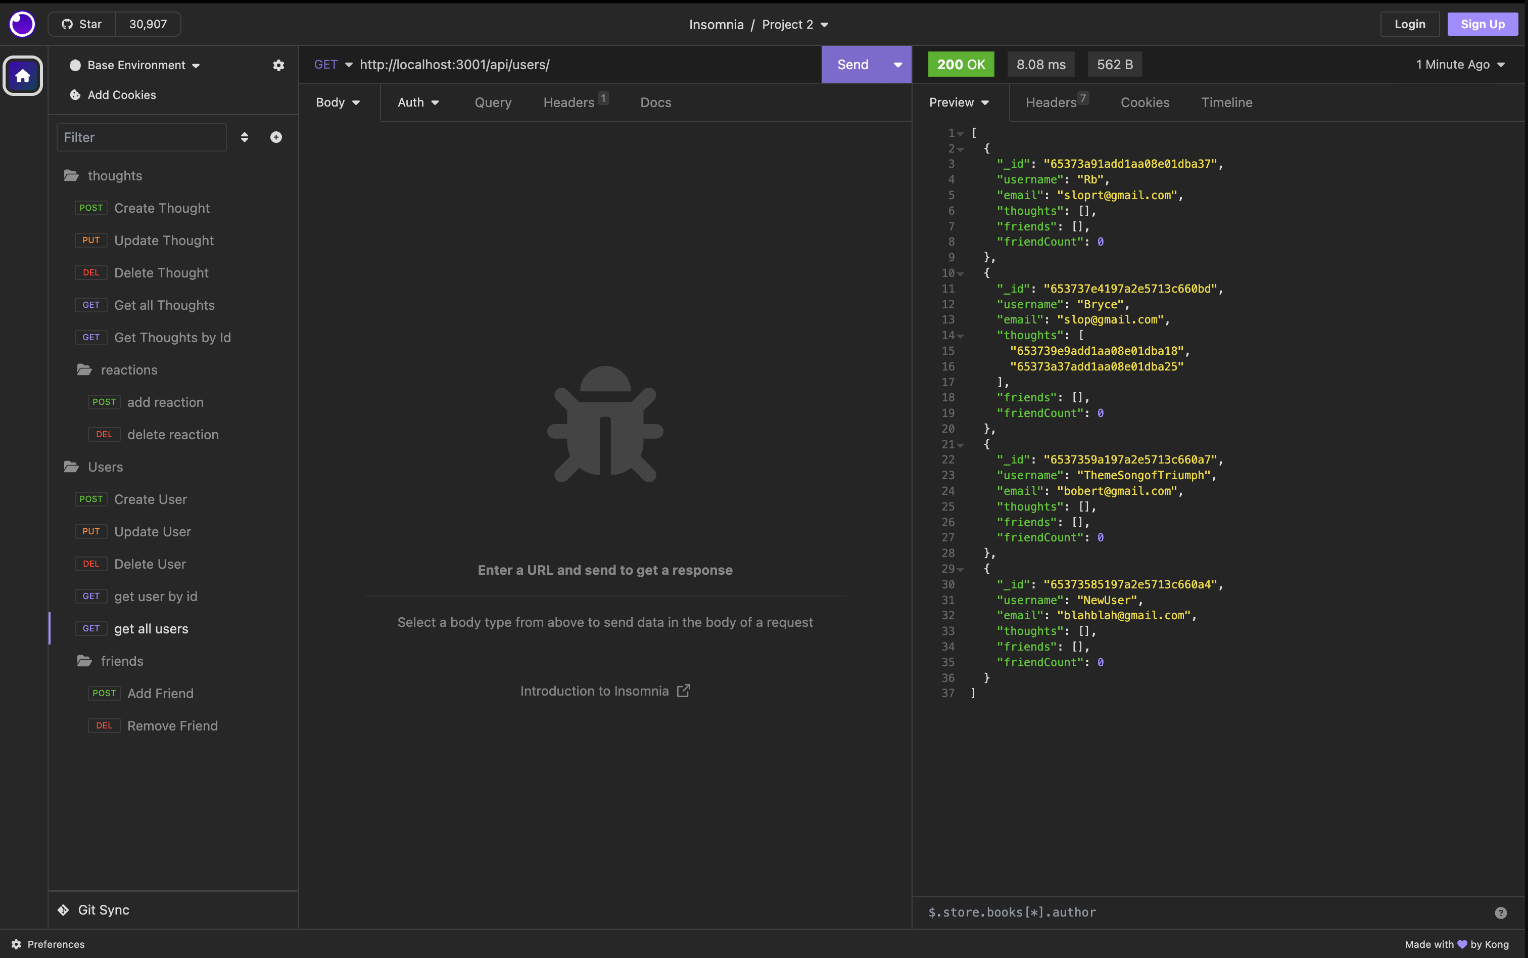 Star 30,907
Insomnia / Project 2
Login Sign Up
Base Environment
Add Cookies
Filter
thoughts
POST Create Thought
PUT Update Thought
DEL Delete Thought
GET Get all Thoughts
GET Get Thoughts by Id
reactions
POST add reaction
DEL delete reaction
Users
POST Create User
PUT Update User
DEL Delete User
GET get user by id
GET get all users
friends
POST Add Friend
DEL Remove Friend
Git Sync
GET http://localhost:3001/api/users/ Send
Body Auth Query Headers 1 Docs
Enter a URL and send to get a response
Select a body type from above to send data in the body of a request
Introduction to Insomnia
200 OK 8.08 ms 562 B 1 Minute Ago
Preview Headers 7 Cookies Timeline
1 [
2 {
3 "_id": "65373a91add1aa08e01dba37",
4 "username": "Rb",
5 "email": "sloprt@gmail.com",
6 "thoughts": [],
7 "friends": [],
8 "friendCount": 0
9 },
10 {
11 "_id": "653737e4197a2e5713c660bd",
12 "username": "Bryce",
13 "email": "slop@gmail.com",
14 "thoughts": [
15 "653739e9add1aa08e01dba18",
16 "65373a37add1aa08e01dba25"
17 ],
18 "friends": [],
19 "friendCount": 0
20 },
21 {
22 "_id": "6537359a197a2e5713c660a7",
23 "username": "ThemeSongofTriumph",
24 "email": "bobert@gmail.com",
25 "thoughts": [],
26 "friends": [],
27 "friendCount": 0
28 },
29 {
30 "_id": "65373585197a2e5713c660a4",
31 "username": "NewUser",
32 "email": "blahblah@gmail.com",
33 "thoughts": [],
34 "friends": [],
35 "friendCount": 0
36 }
37 ]
$.store.books[*].author
Preferences
Made with 💜 by Kong